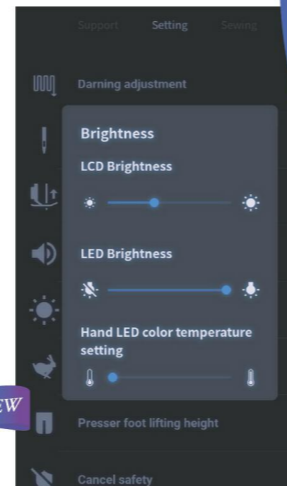 Support Setting Sewing
Darning adjustment
Brightness
LCD Brightness
LED Brightness
Hand LED color temperature
setting
EW
Presser foot lifting height
Cancel safety